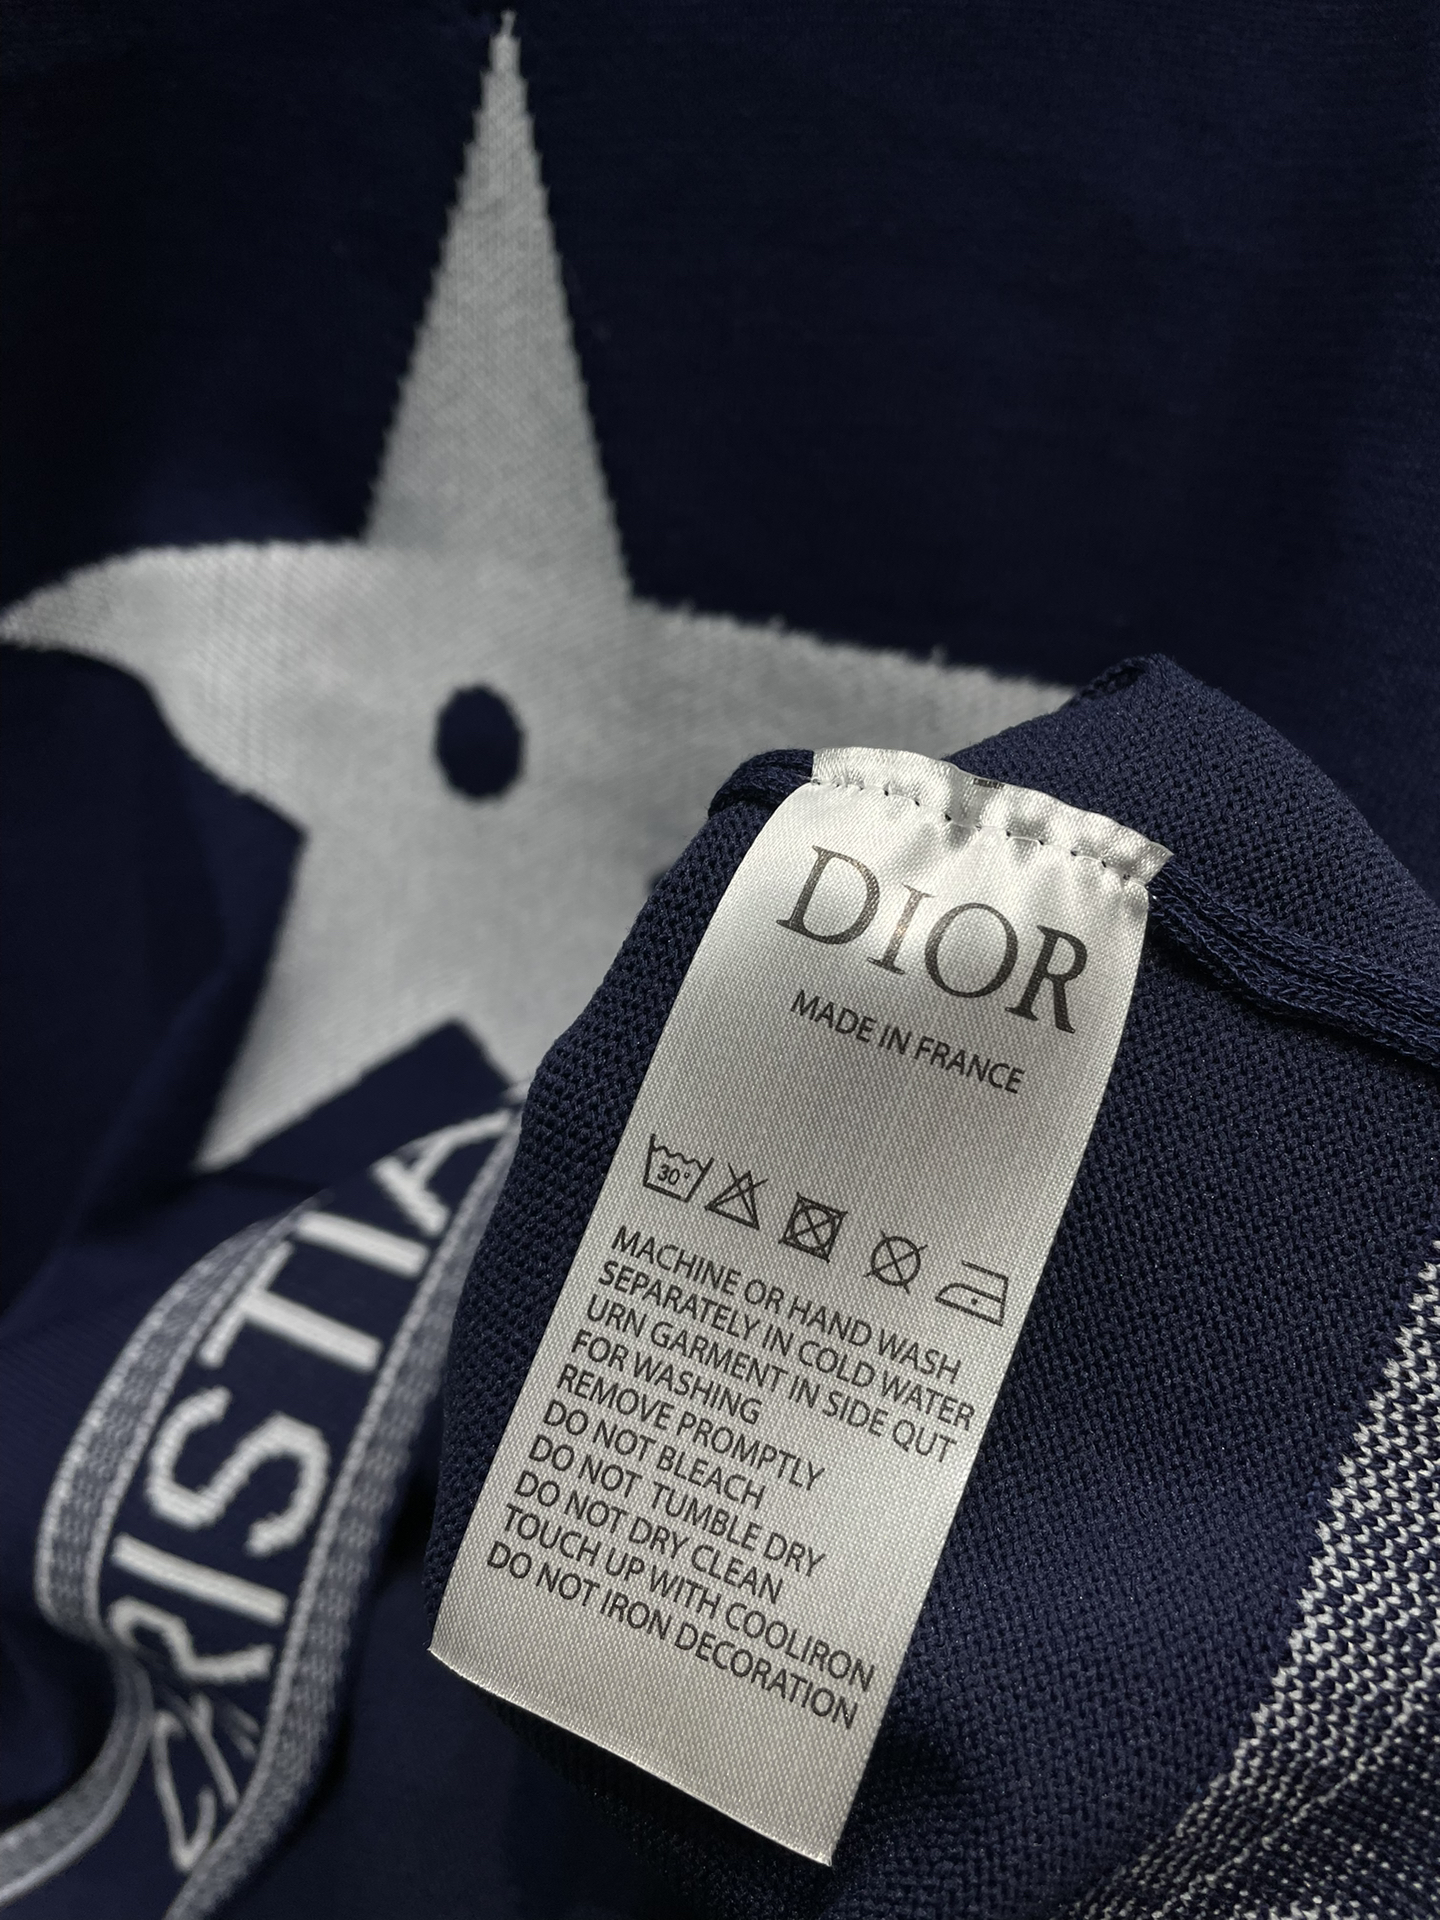 DIOR
MADE IN FRANCE
30°
MACHINE OR HAND WASH
SEPARATELY IN COLD WATER
URN GARMENT IN SIDE QUT
FOR WASHING
REMOVE PROMPTLY
DO NOT BLEACH
DO NOT TUMBLE DRY
DO NOT DRY CLEAN
TOUCH UP WITH COOLIRON
DO NOT IRON DECORATION
RISTIA